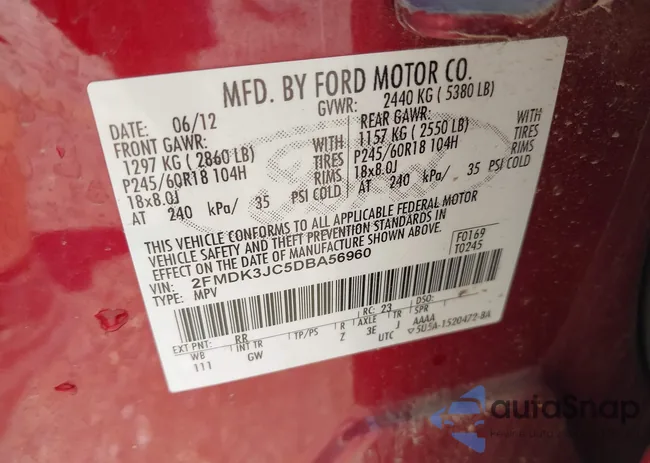 MFD. BY FORD MOTOR CO.
DATE: 06/12 GVWR: 2440 KG ( 5380 LB)
FRONT GAWR: REAR GAWR:
1297 KG ( 2860 LB) WITH 1157 KG ( 2550 LB) WITH
P245/60R18 104H TIRES P245/60R18 104H TIRES
18x8.0J RIMS 18x8.0J RIMS
AT 240 kPa/ 35 PSI COLD AT 240 kPa/ 35 PSI COLD
THIS VEHICLE CONFORMS TO ALL APPLICABLE FEDERAL MOTOR
VEHICLE SAFETY AND THEFT PREVENTION STANDARDS IN
EFFECT ON THE DATE OF MANUFACTURE SHOWN ABOVE.
VIN: 2FMDK3JC5DBA56960 F0169
TYPE: MPV T0245
EXT PNT: RR RC: 23 DSO:
WB INT TR TP/PS R AXLE TR SPR
111 GW Z 3E J AAAA
UTC 5U5A-1520472-BA
autoSnap